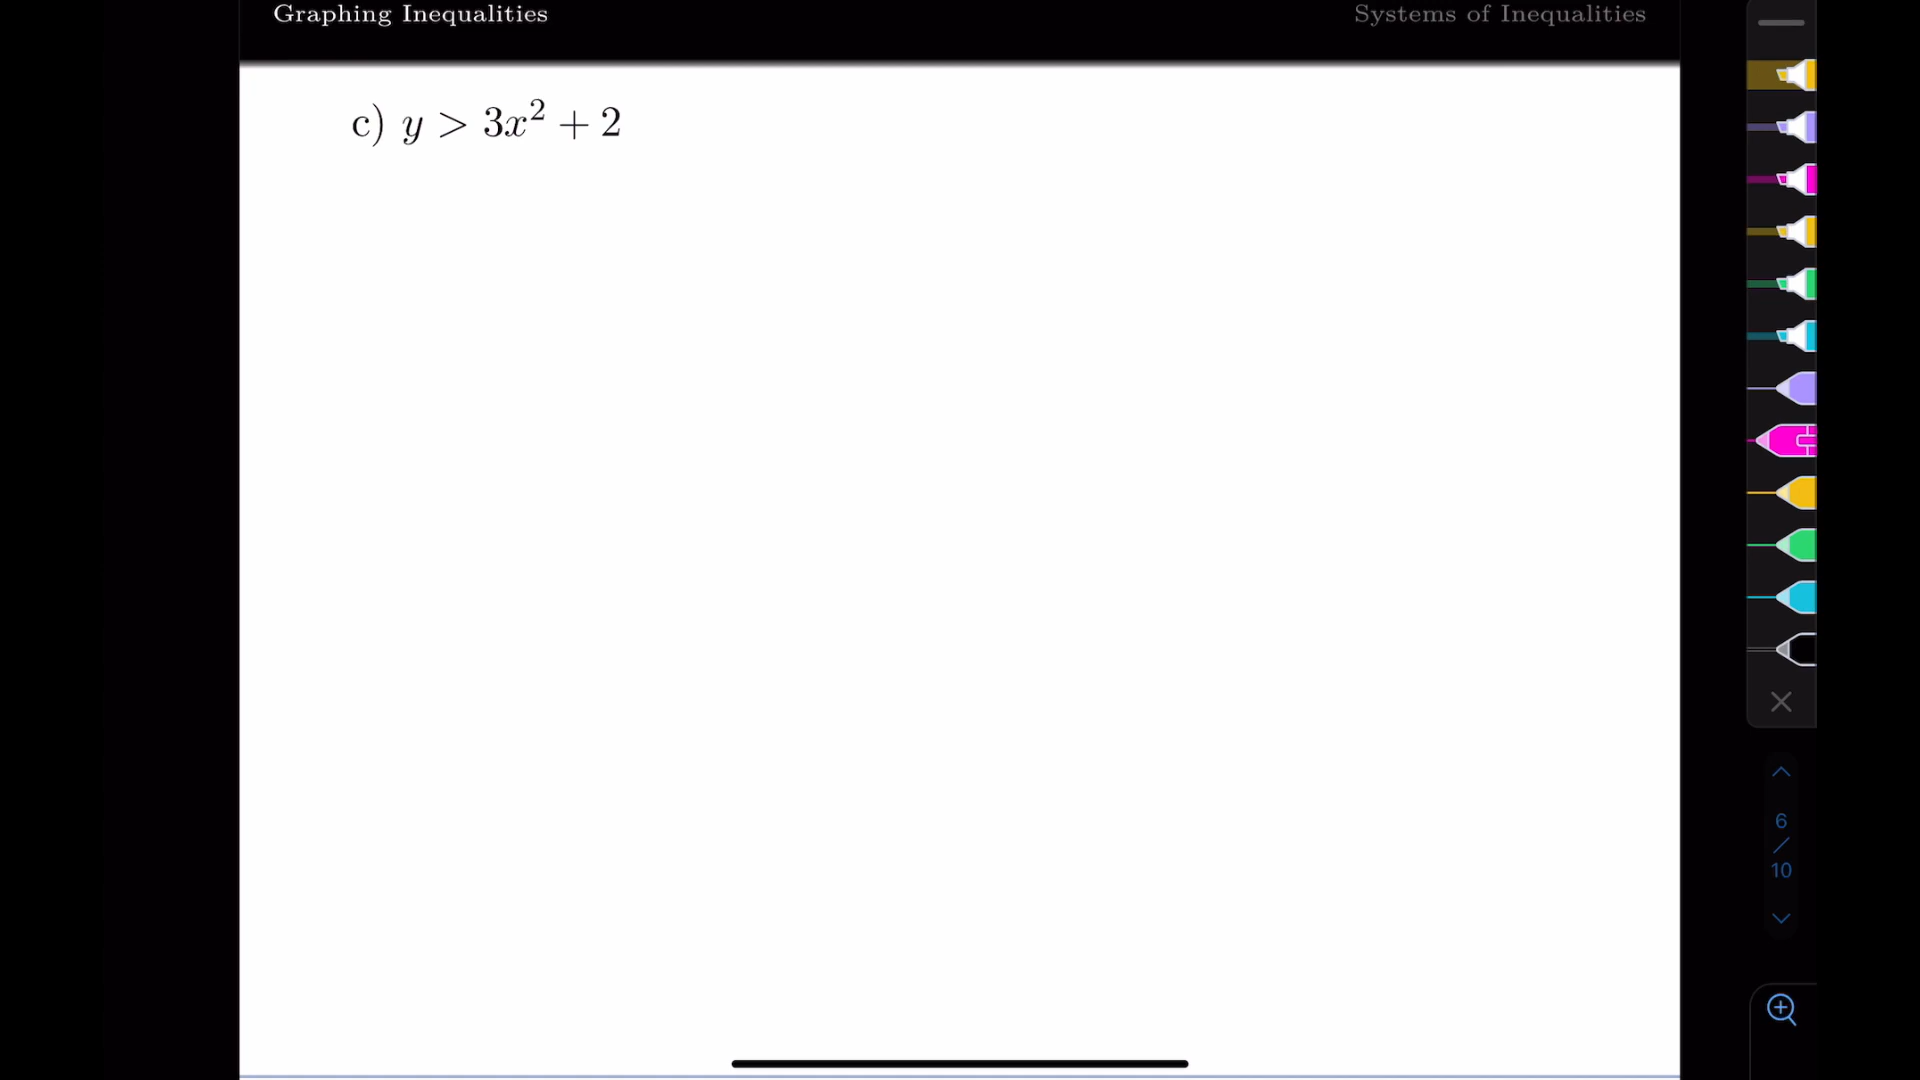 Graphing Inequalities
Systems of Inequalities
c) y > 3x² + 2
6
/
10